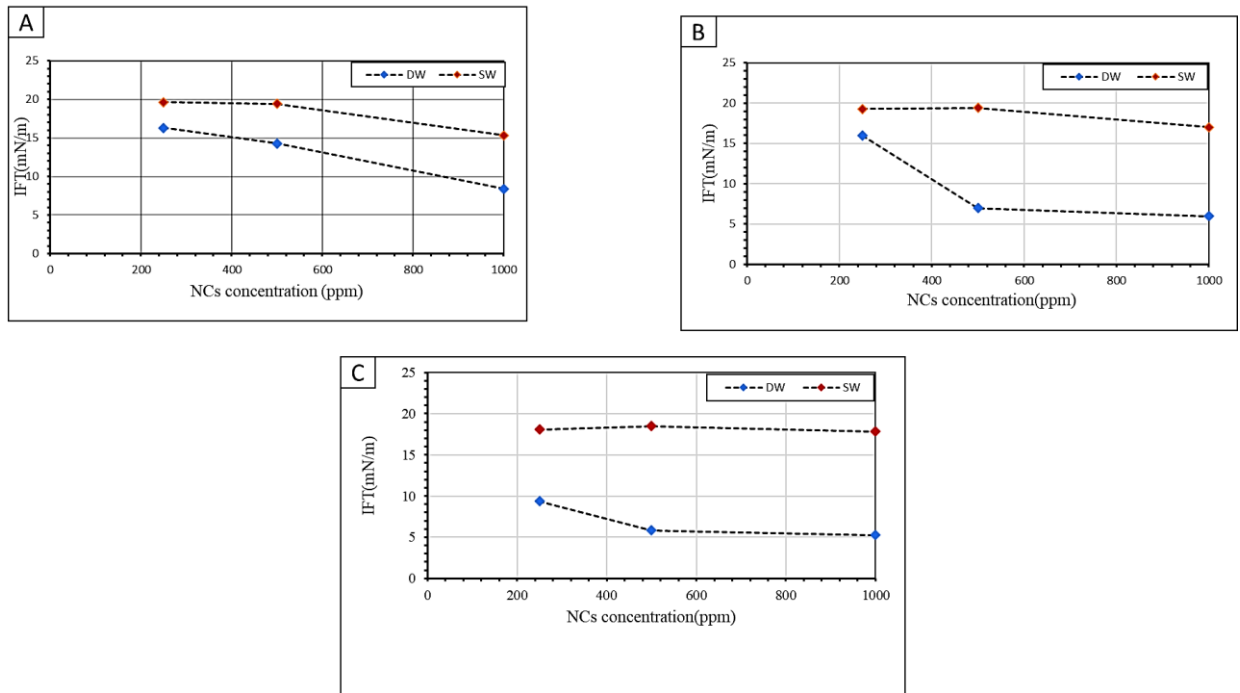 A
DW SW
25
20
15
10
5
0
IFT(mN/m)
0 200 400 600 800 1000
NCs concentration (ppm)
B
DW SW
25
20
15
10
5
0
IFT(mN/m)
0 200 400 600 800 1000
NCs concentration(ppm)
C
DW SW
25
20
15
10
5
0
IFT(mN/m)
0 200 400 600 800 1000
NCs concentration(ppm)